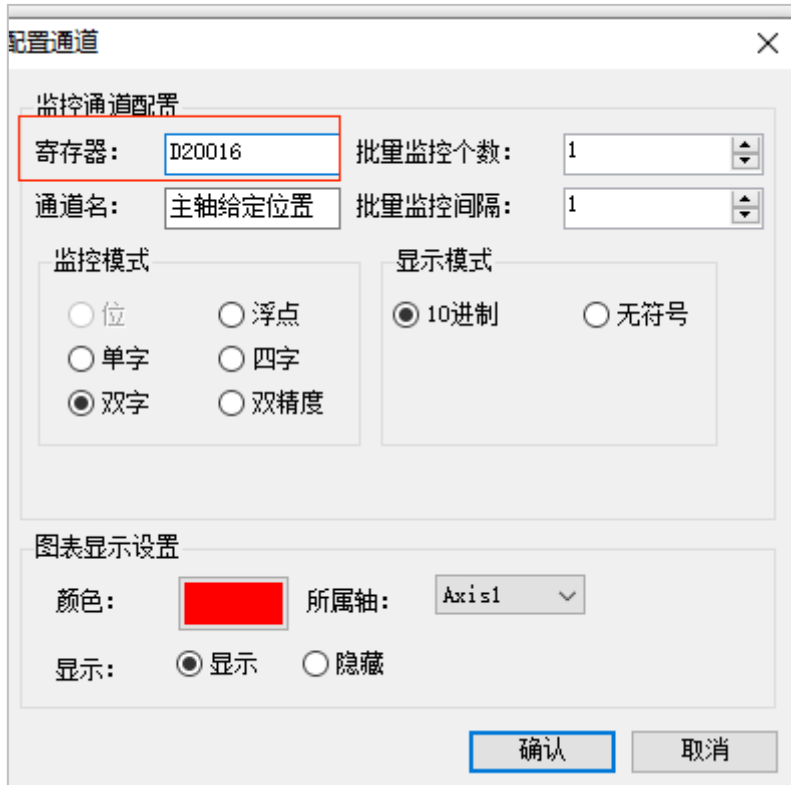 配置通道
监控通道配置
寄存器： D20016 批量监控个数： 1
通道名： 主轴给定位置 批量监控间隔： 1
监控模式 显示模式
位 浮点 10进制 无符号
单字 四字
双字 双精度
图表显示设置
颜色： 所属轴： Axis1
显示： 显示 隐藏
确认 取消